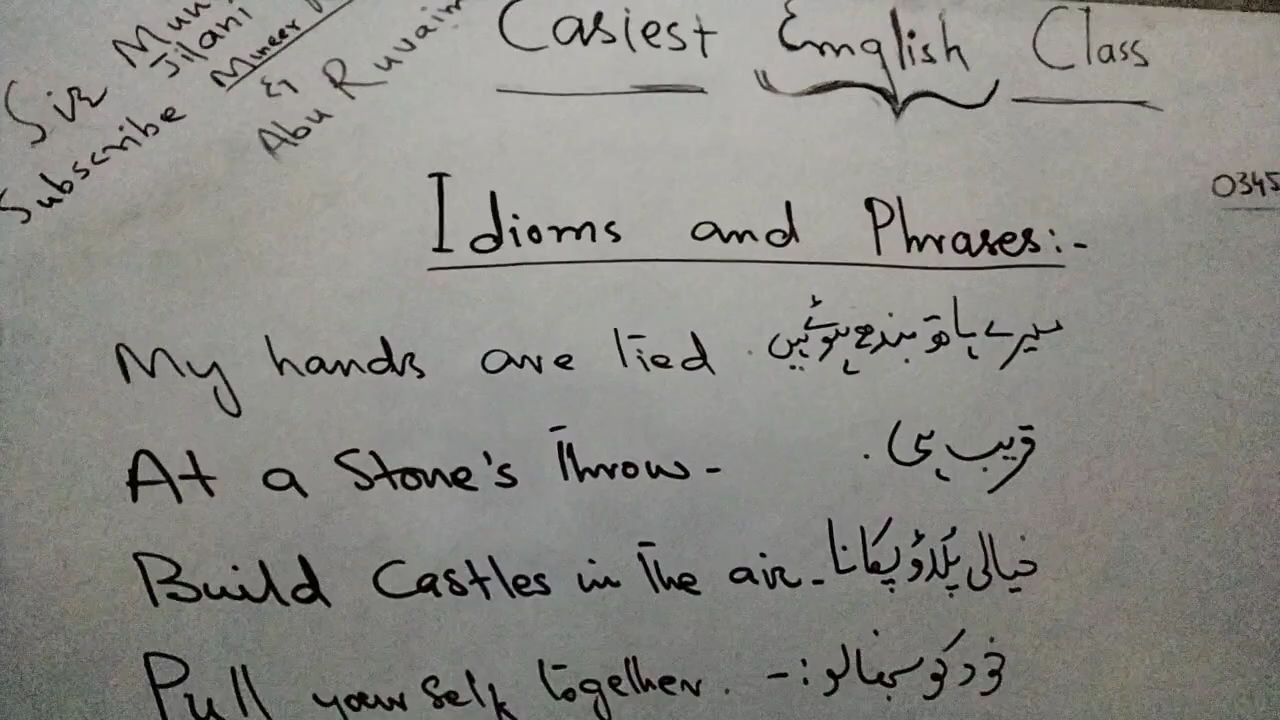 Sir Mun
Jilani
Subscribe Muneer
&
Abu Ruvaim
Easiest English Class
0345
Idioms and Phrases:-
My hands are tied. میرے ہاتھ بندھے ہوئے ہیں
At a Stone's Throw - قریب ہی.
Build Castles in The air - خیالی پلاؤ پکانا
Pull yourself together. -: خود کو سنبھالو